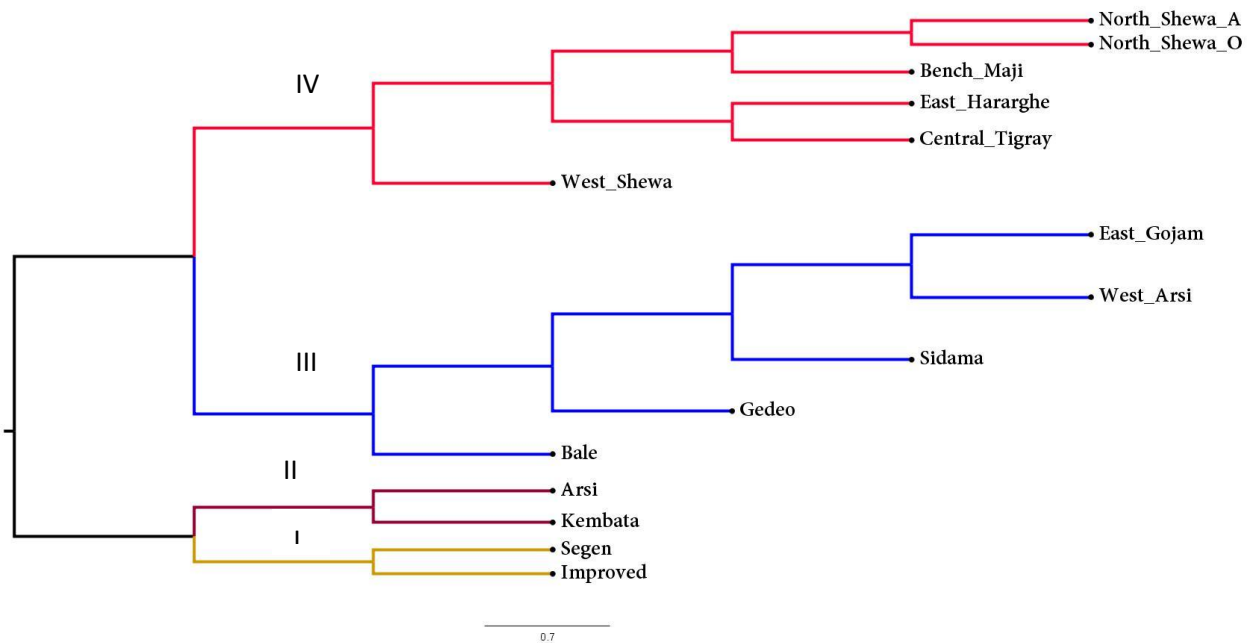 North_Shewa_A
North_Shewa_O
Bench_Maji
IV
East_Hararghe
Central_Tigray
West_Shewa
East_Gojam
West_Arsi
III
Sidama
Gedeo
Bale
II
Arsi
Kembata
I
Segen
Improved
0.7